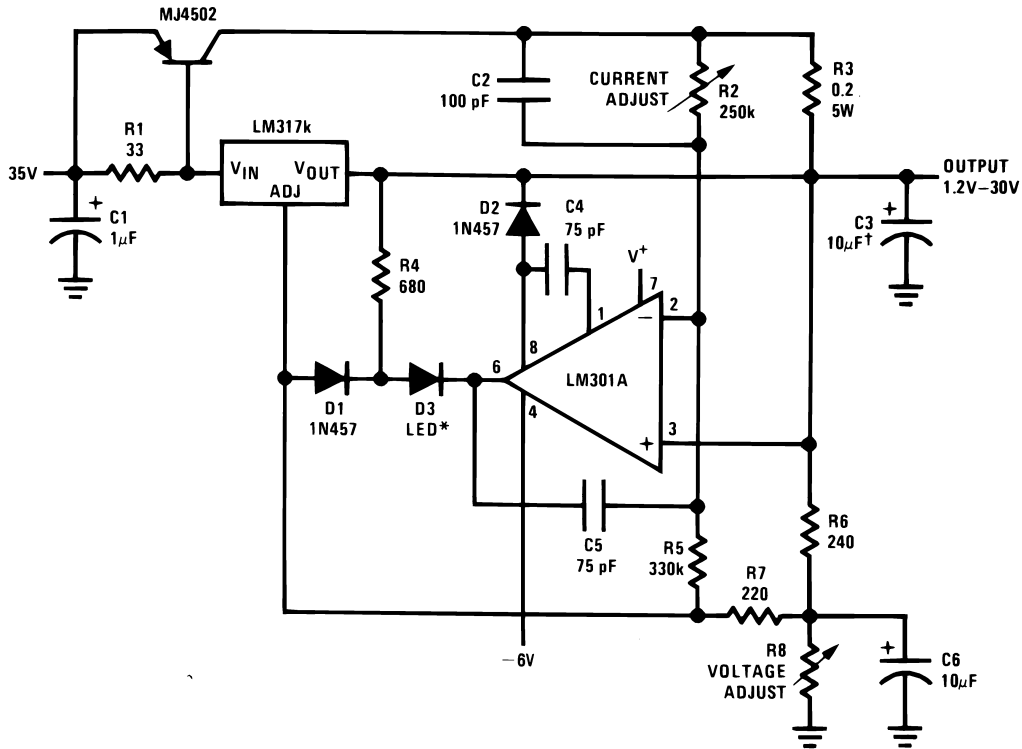 MJ4502
C2
100 pF
CURRENT
ADJUST
R2
250k
R3
0.2
5W
R1
33
LM317k
35V
VIN
VOUT
ADJ
OUTPUT
1.2V–30V
+
C1
1μF
D2
1N457
C4
75 pF
+
C3
10μF†
R4
680
V+
7
1
2
–
8
6
LM301A
4
3
+
D1
1N457
D3
LED*
C5
75 pF
R5
330k
R6
240
R7
220
–6V
R8
VOLTAGE
ADJUST
+
C6
10μF